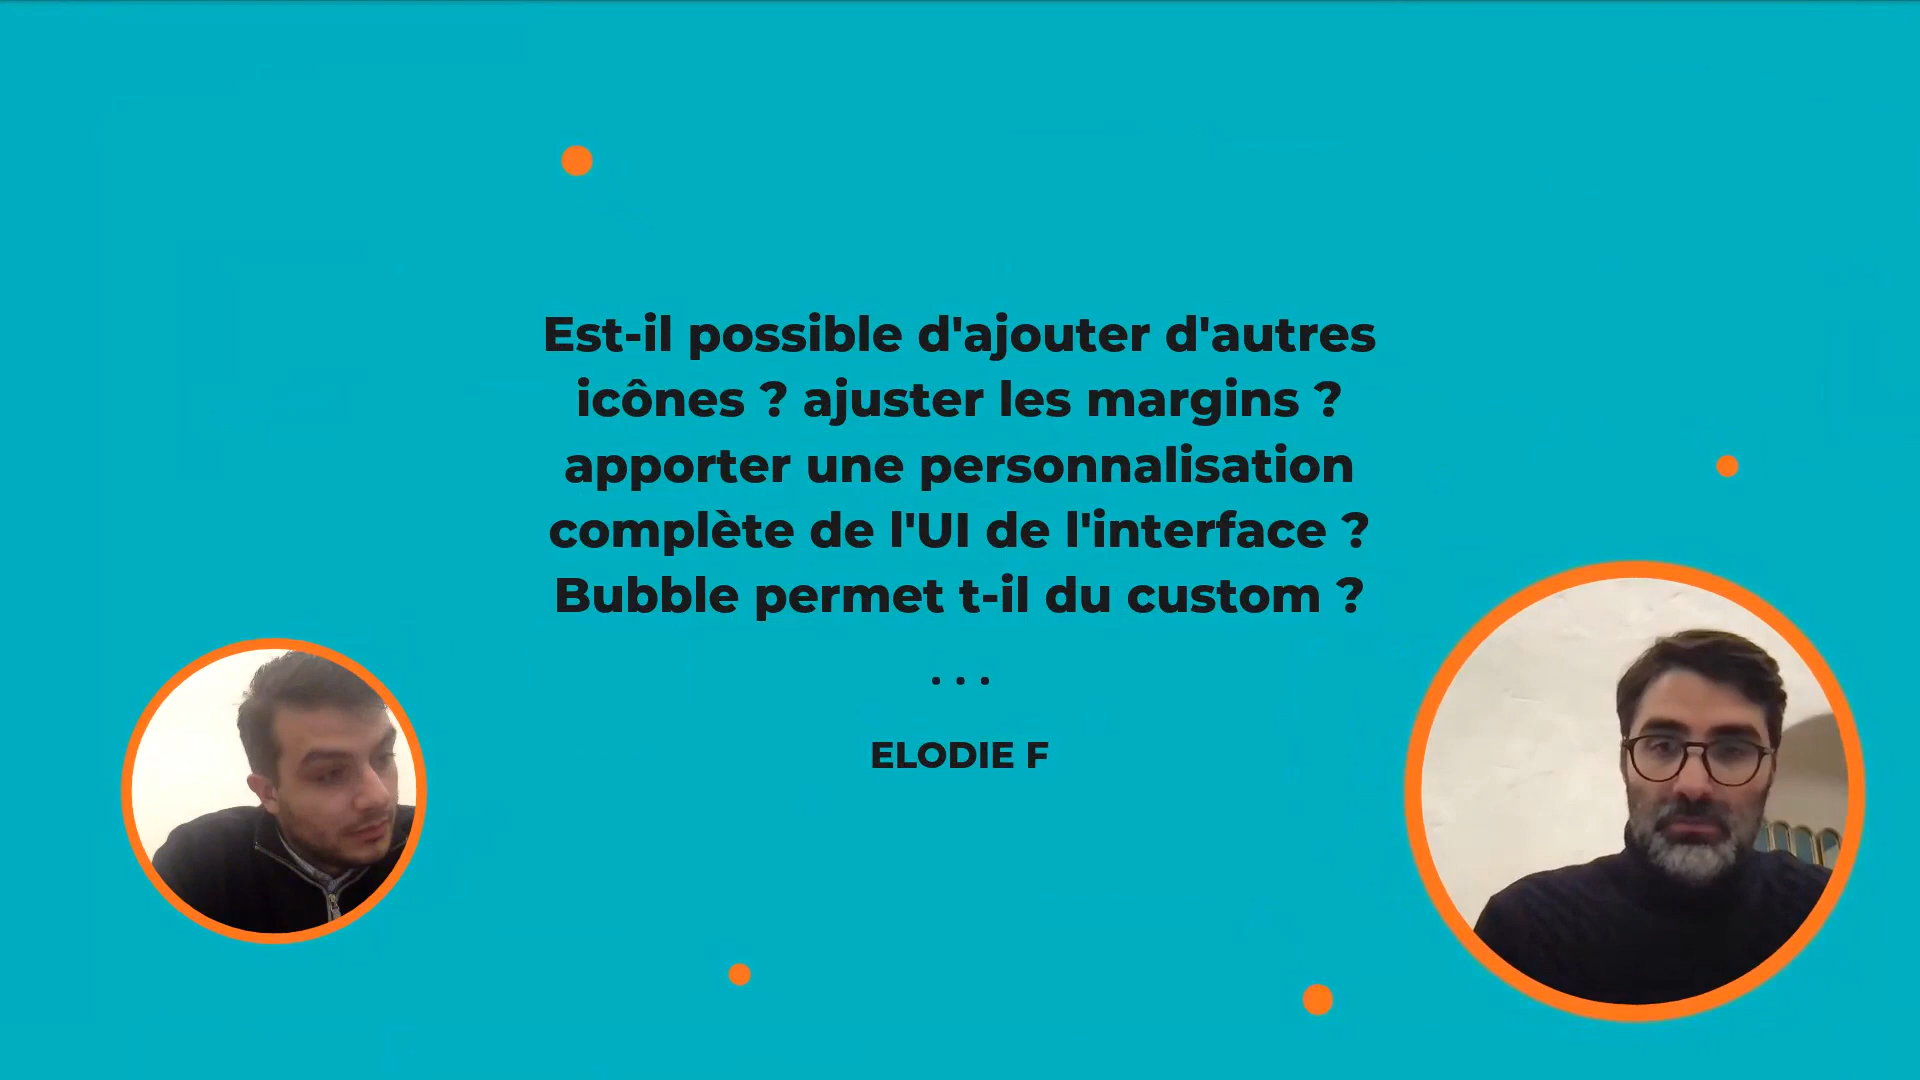 Est-il possible d'ajouter d'autres
icônes ? ajuster les margins ?
apporter une personnalisation
complète de l'UI de l'interface ?
Bubble permet t-il du custom ?
...
ELODIE F